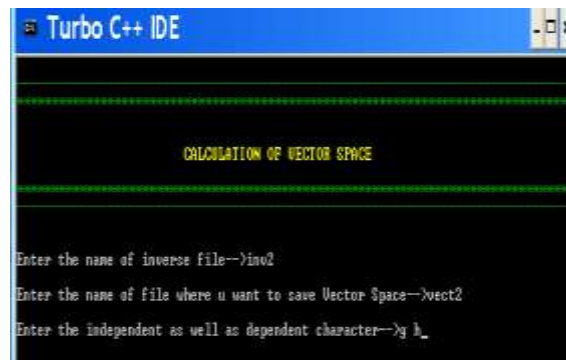 Turbo C++ IDE
CALCULATION OF VECTOR SPACE
Enter the name of inverse file-->inv2
Enter the name of file where u want to save Vector Space-->vect2
Enter the independent as well as dependent character-->g h_